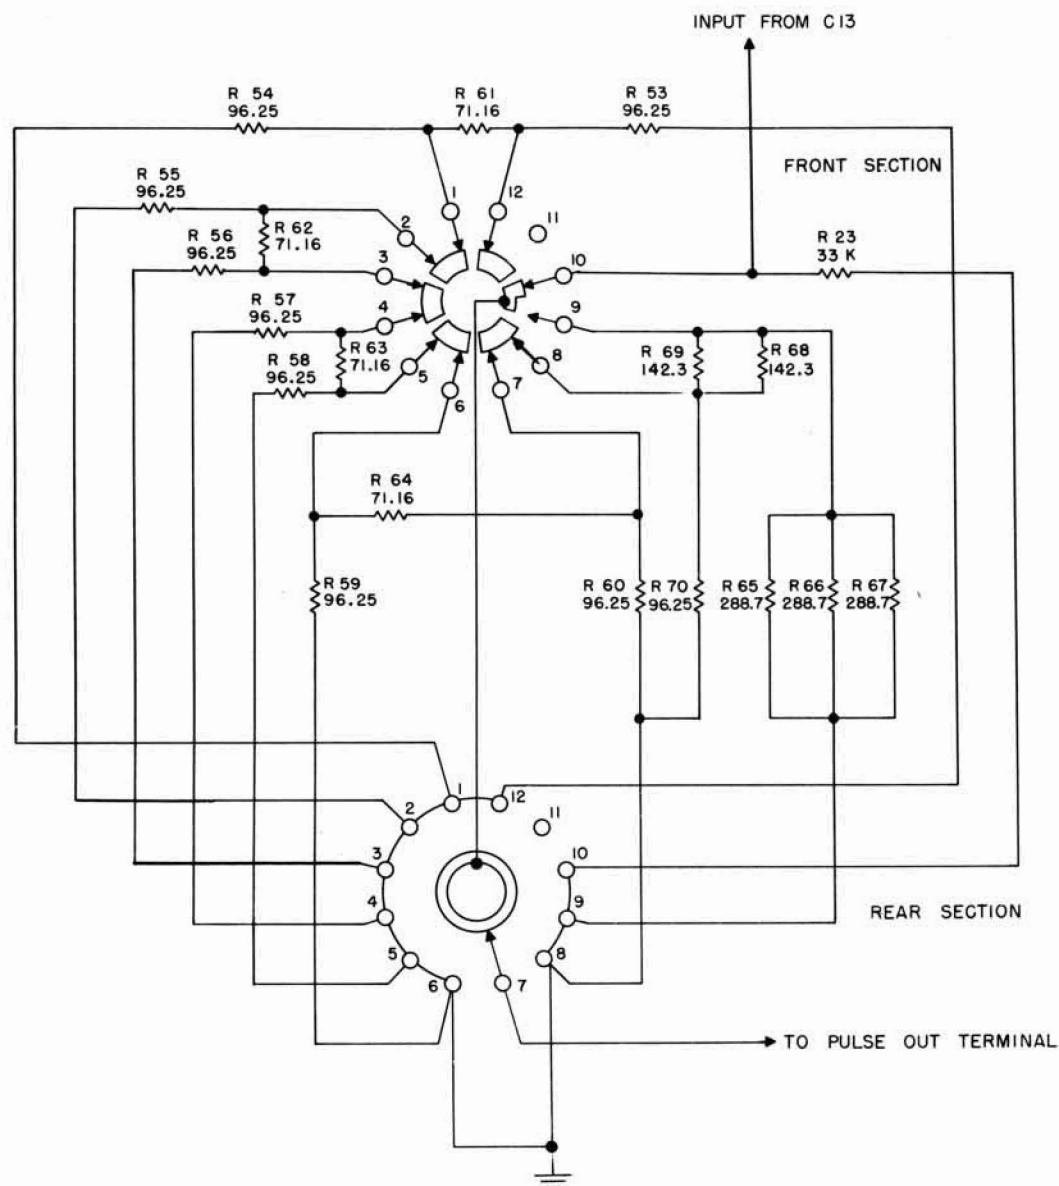 INPUT FROM C13
R 54
96.25
R 61
71.16
R 53
96.25
FRONT SECTION
R 55
96.25
1
12
11
2
R 62
71.16
R 56
96.25
3
10
R 23
33 K
R 57
96.25
4
9
R 63
71.16
R 58
96.25
5
8
R 69
142.3
R 68
142.3
6
7
R 64
71.16
R 59
96.25
R 60
96.25
R 70
96.25
R 65
288.7
R 66
288.7
R 67
288.7
1
12
2
11
3
10
4
9
REAR SECTION
5
8
6
7
TO PULSE OUT TERMINAL